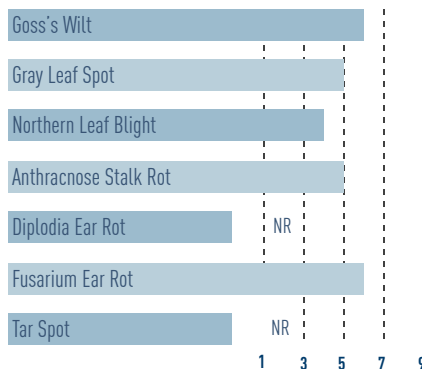 Goss's Wilt
Gray Leaf Spot
Northern Leaf Blight
Anthracnose Stalk Rot
Diplodia Ear Rot NR
Fusarium Ear Rot
Tar Spot NR
1 3 5 7 9